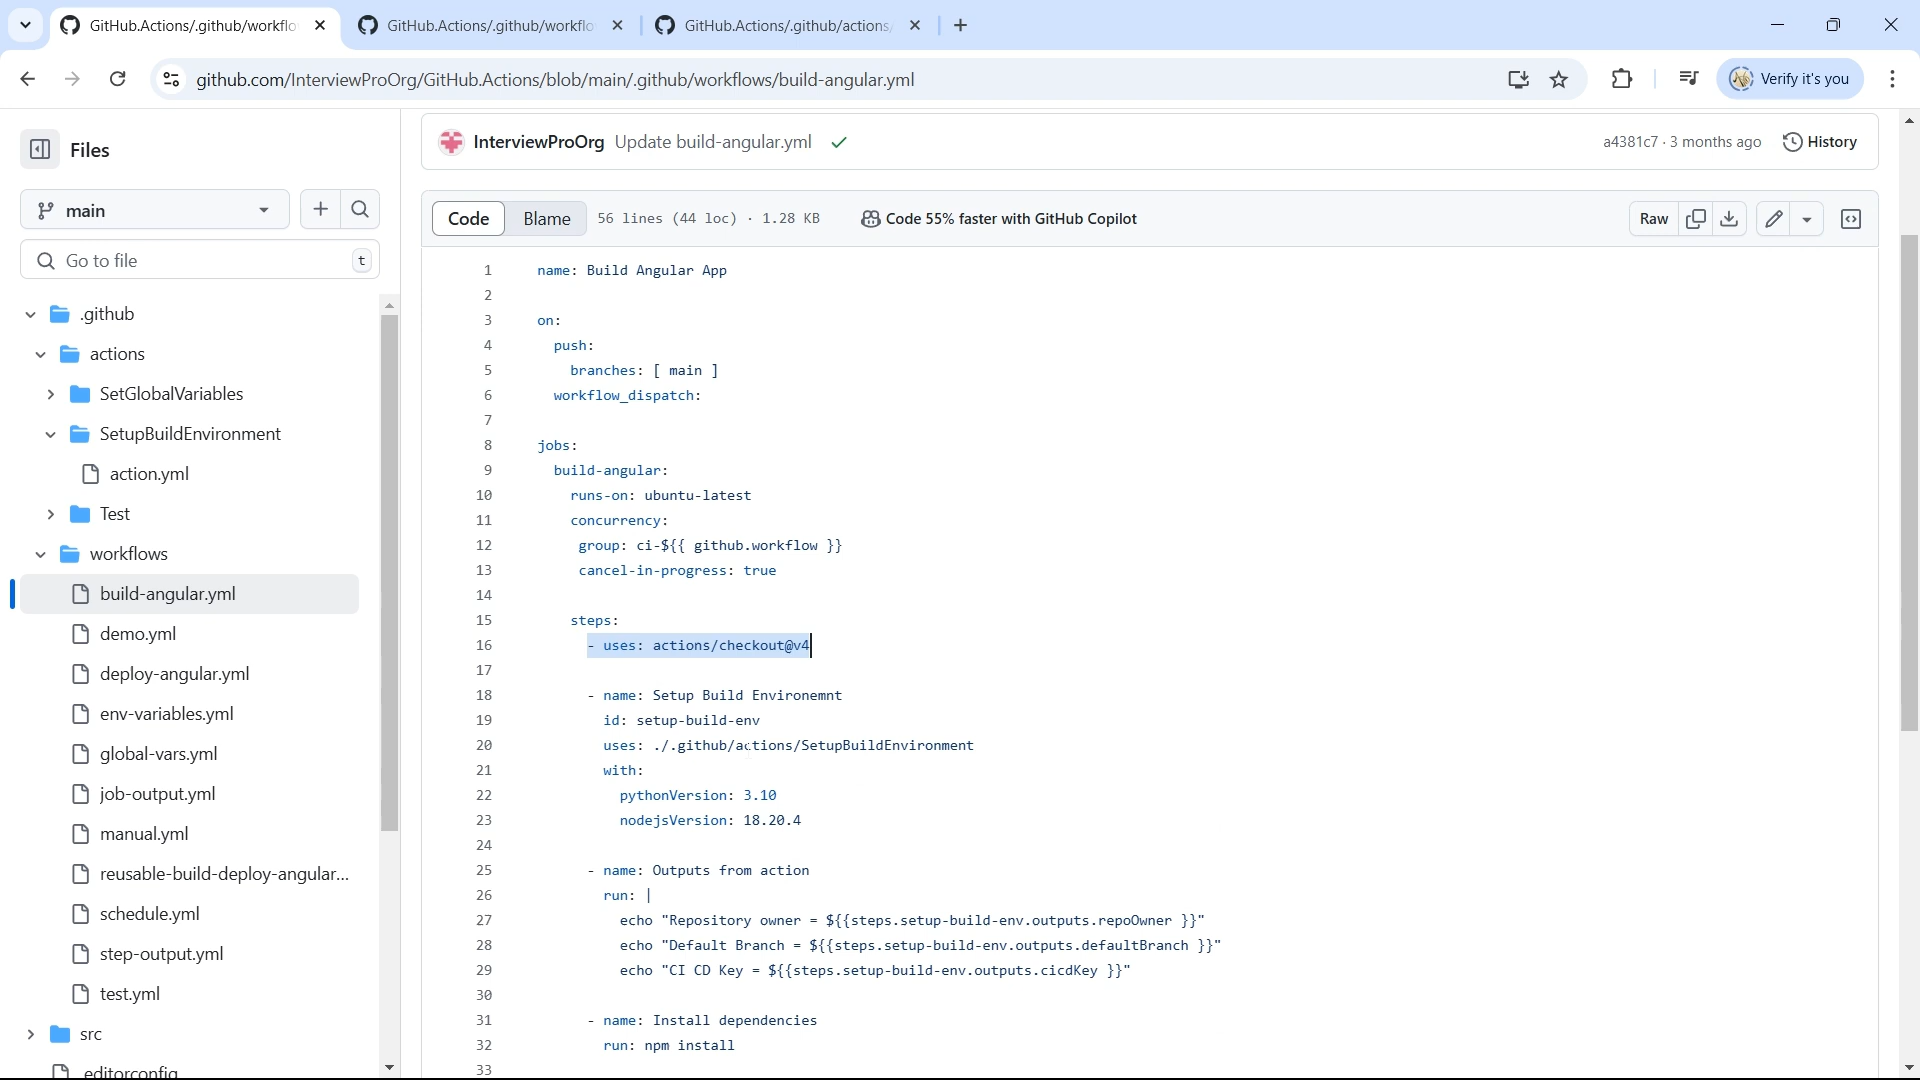 GitHub.Actions/.github/workflo
GitHub.Actions/.github/workflo
GitHub.Actions/.github/actions/
github.com/InterviewProOrg/GitHub.Actions/blob/main/.github/workflows/build-angular.yml
Verify it's you
Files
main
Go to file
t
.github
actions
SetGlobalVariables
SetupBuildEnvironment
action.yml
Test
workflows
build-angular.yml
demo.yml
deploy-angular.yml
env-variables.yml
global-vars.yml
job-output.yml
manual.yml
reusable-build-deploy-angular...
schedule.yml
step-output.yml
test.yml
src
.editorconfig
InterviewProOrg Update build-angular.yml
a4381c7 · 3 months ago
History
Code
Blame
56 lines (44 loc) · 1.28 KB
Code 55% faster with GitHub Copilot
Raw
1 name: Build Angular App
2
3 on:
4 push:
5 branches: [ main ]
6 workflow_dispatch:
7
8 jobs:
9 build-angular:
10 runs-on: ubuntu-latest
11 concurrency:
12 group: ci-${{ github.workflow }}
13 cancel-in-progress: true
14
15 steps:
16 - uses: actions/checkout@v4
17
18 - name: Setup Build Environemnt
19 id: setup-build-env
20 uses: ./.github/actions/SetupBuildEnvironment
21 with:
22 pythonVersion: 3.10
23 nodejsVersion: 18.20.4
24
25 - name: Outputs from action
26 run: |
27 echo "Repository owner = ${{steps.setup-build-env.outputs.repoOwner }}"
28 echo "Default Branch = ${{steps.setup-build-env.outputs.defaultBranch }}"
29 echo "CI CD Key = ${{steps.setup-build-env.outputs.cicdKey }}"
30
31 - name: Install dependencies
32 run: npm install
33